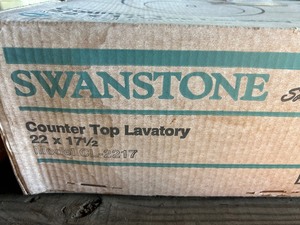 SWANSTONE
Counter Top Lavatory
22 x 17½